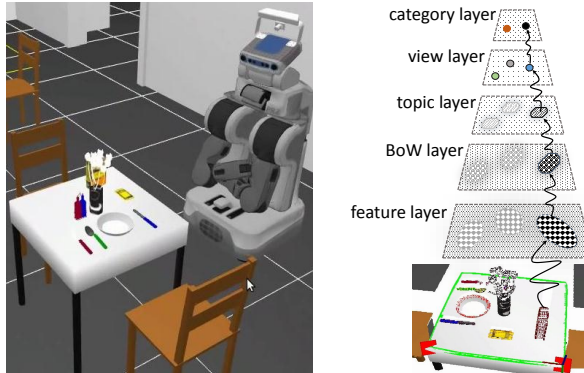 category layer
view layer
topic layer
BoW layer
feature layer